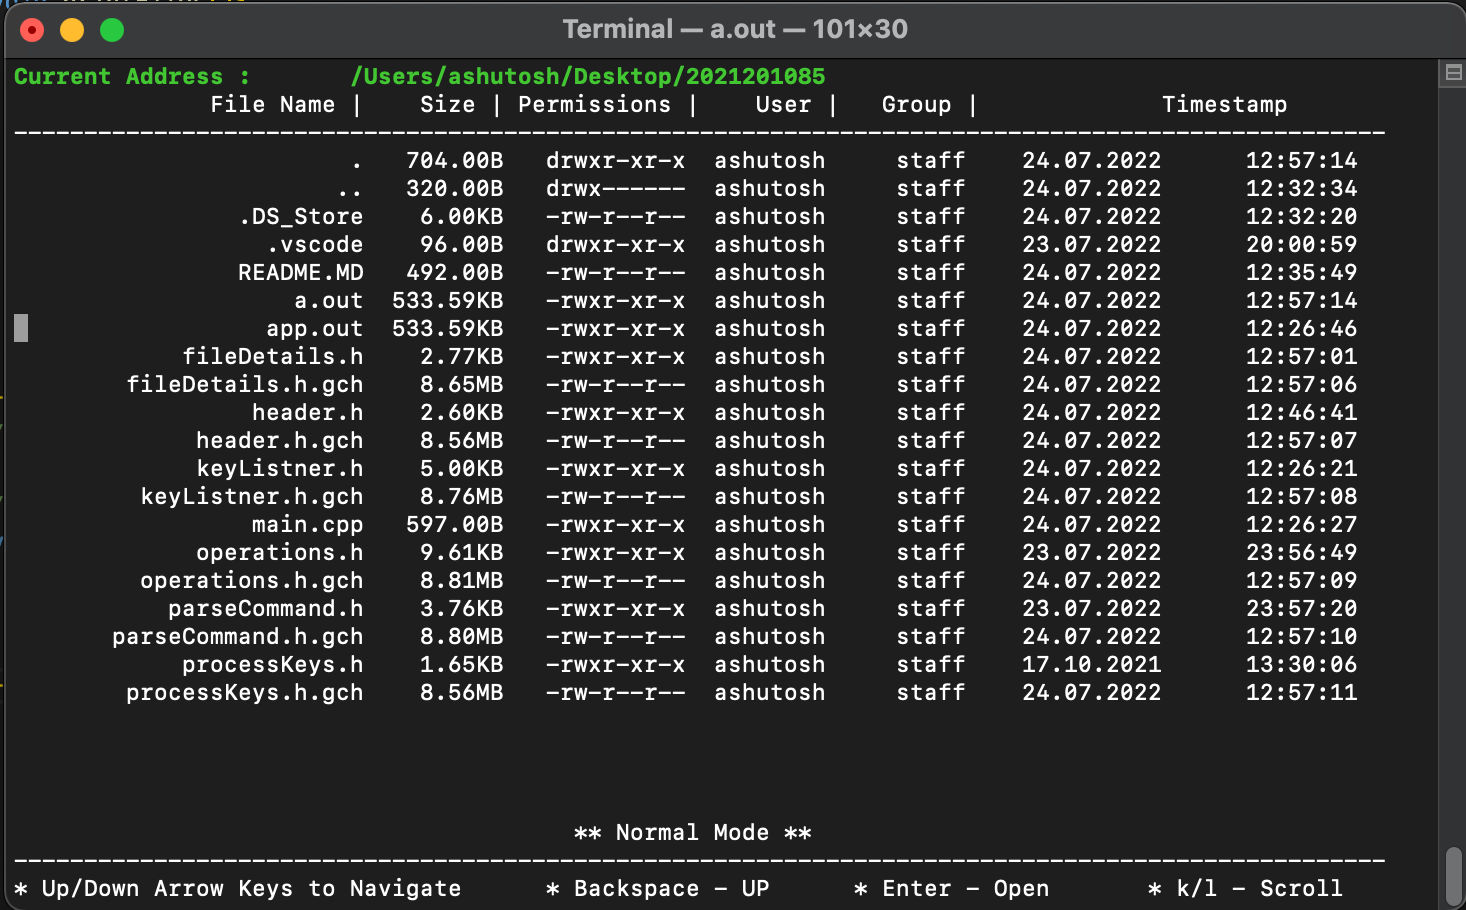 Terminal — a.out — 101×30
Current Address :       /Users/ashutosh/Desktop/2021201085
File Name |    Size | Permissions |    User |   Group |             Timestamp
--------------------------------------------------------------------------------------------------
.   704.00B   drwxr-xr-x  ashutosh     staff    24.07.2022      12:57:14
..   320.00B   drwx------  ashutosh     staff    24.07.2022      12:32:34
.DS_Store    6.00KB   -rw-r--r--  ashutosh     staff    24.07.2022      12:32:20
.vscode    96.00B   drwxr-xr-x  ashutosh     staff    23.07.2022      20:00:59
README.MD   492.00B   -rw-r--r--  ashutosh     staff    24.07.2022      12:35:49
a.out  533.59KB   -rwxr-xr-x  ashutosh     staff    24.07.2022      12:57:14
app.out  533.59KB   -rwxr-xr-x  ashutosh     staff    24.07.2022      12:26:46
fileDetails.h    2.77KB   -rwxr-xr-x  ashutosh     staff    24.07.2022      12:57:01
fileDetails.h.gch    8.65MB   -rw-r--r--  ashutosh     staff    24.07.2022      12:57:06
header.h    2.60KB   -rwxr-xr-x  ashutosh     staff    24.07.2022      12:46:41
header.h.gch    8.56MB   -rw-r--r--  ashutosh     staff    24.07.2022      12:57:07
keyListner.h    5.00KB   -rwxr-xr-x  ashutosh     staff    24.07.2022      12:26:21
keyListner.h.gch    8.76MB   -rw-r--r--  ashutosh     staff    24.07.2022      12:57:08
main.cpp   597.00B   -rwxr-xr-x  ashutosh     staff    24.07.2022      12:26:27
operations.h    9.61KB   -rwxr-xr-x  ashutosh     staff    23.07.2022      23:56:49
operations.h.gch    8.81MB   -rw-r--r--  ashutosh     staff    24.07.2022      12:57:09
parseCommand.h    3.76KB   -rwxr-xr-x  ashutosh     staff    23.07.2022      23:57:20
parseCommand.h.gch    8.80MB   -rw-r--r--  ashutosh     staff    24.07.2022      12:57:10
processKeys.h    1.65KB   -rwxr-xr-x  ashutosh     staff    17.10.2021      13:30:06
processKeys.h.gch    8.56MB   -rw-r--r--  ashutosh     staff    24.07.2022      12:57:11
** Normal Mode **
--------------------------------------------------------------------------------------------------
* Up/Down Arrow Keys to Navigate      * Backspace - UP      * Enter - Open       * k/l - Scroll